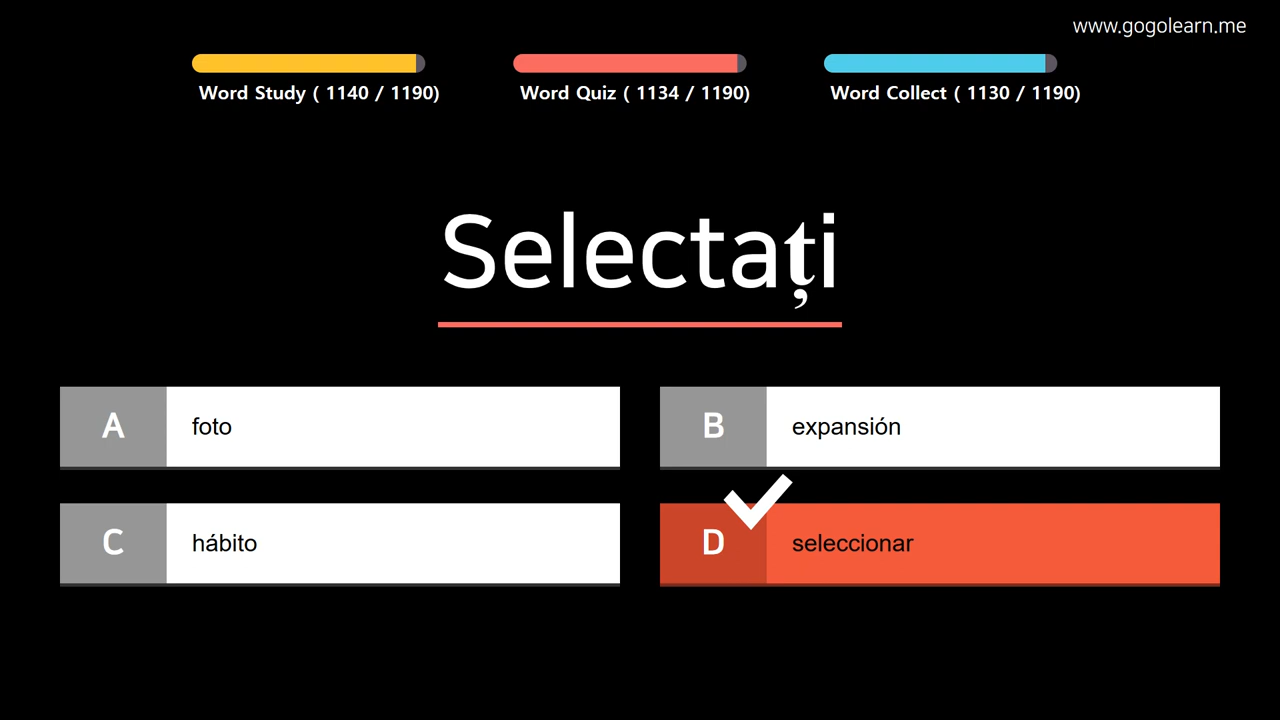 www.gogolearn.me
Word Study ( 1140 / 1190)
Word Quiz ( 1134 / 1190)
Word Collect ( 1130 / 1190)
Selectați
A foto
B expansión
C hábito
D seleccionar